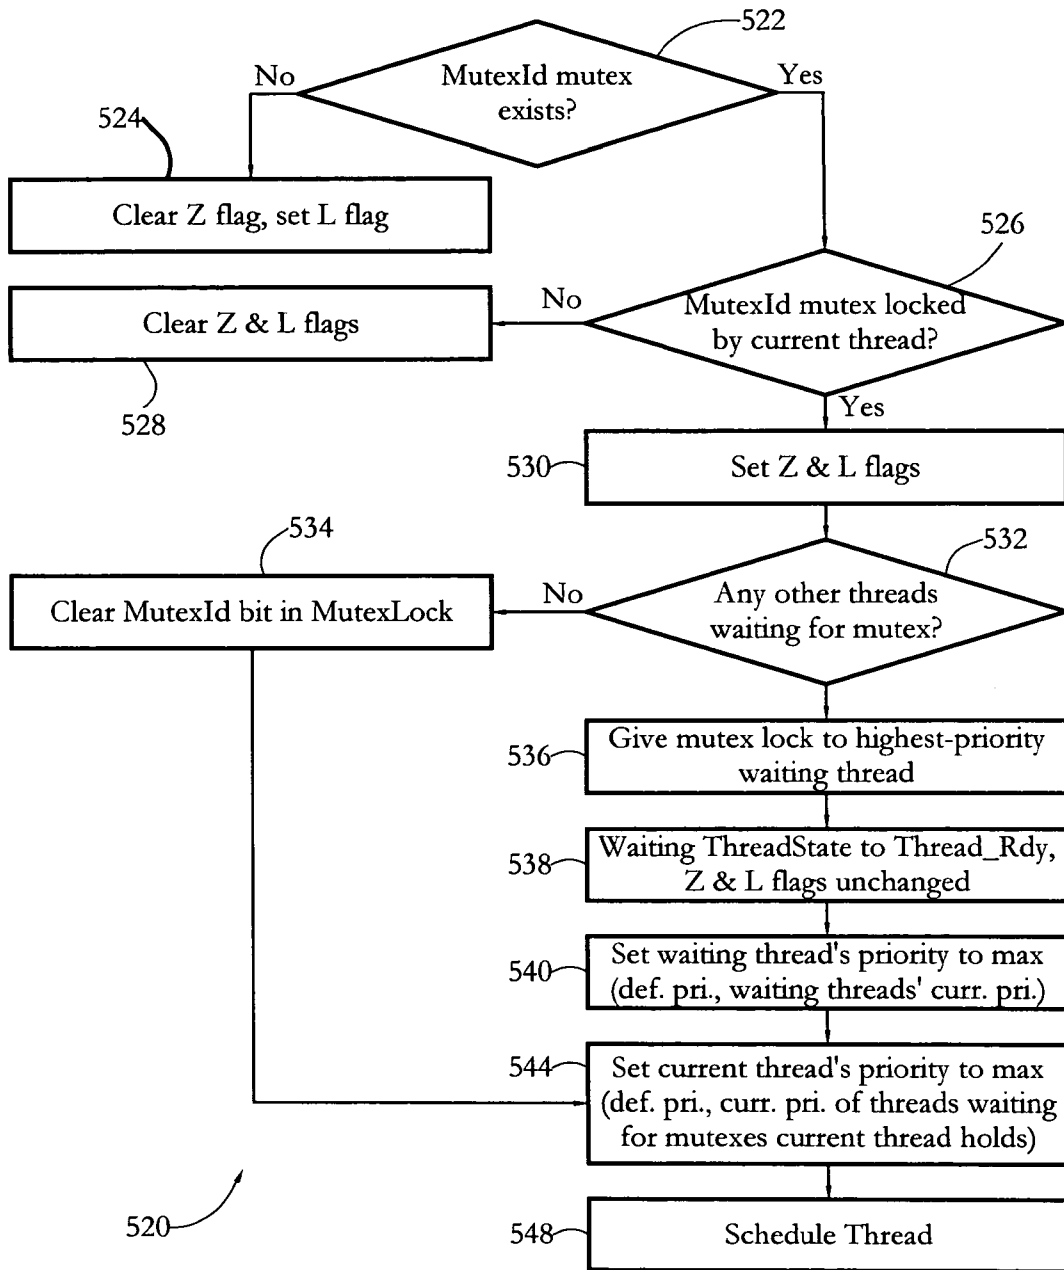 522
No
MutexId mutex
exists?
Yes
524
Clear Z flag, set L flag
526
No
MutexId mutex locked
by current thread?
Clear Z & L flags
528
Yes
530
Set Z & L flags
534
532
No
Any other threads
waiting for mutex?
Clear MutexId bit in MutexLock
536
Give mutex lock to highest-priority
waiting thread
538
Waiting ThreadState to Thread_Rdy,
Z & L flags unchanged
540
Set waiting thread's priority to max
(def. pri., waiting threads' curr. pri.)
544
Set current thread's priority to max
(def. pri., curr. pri. of threads waiting
for mutexes current thread holds)
520
548
Schedule Thread